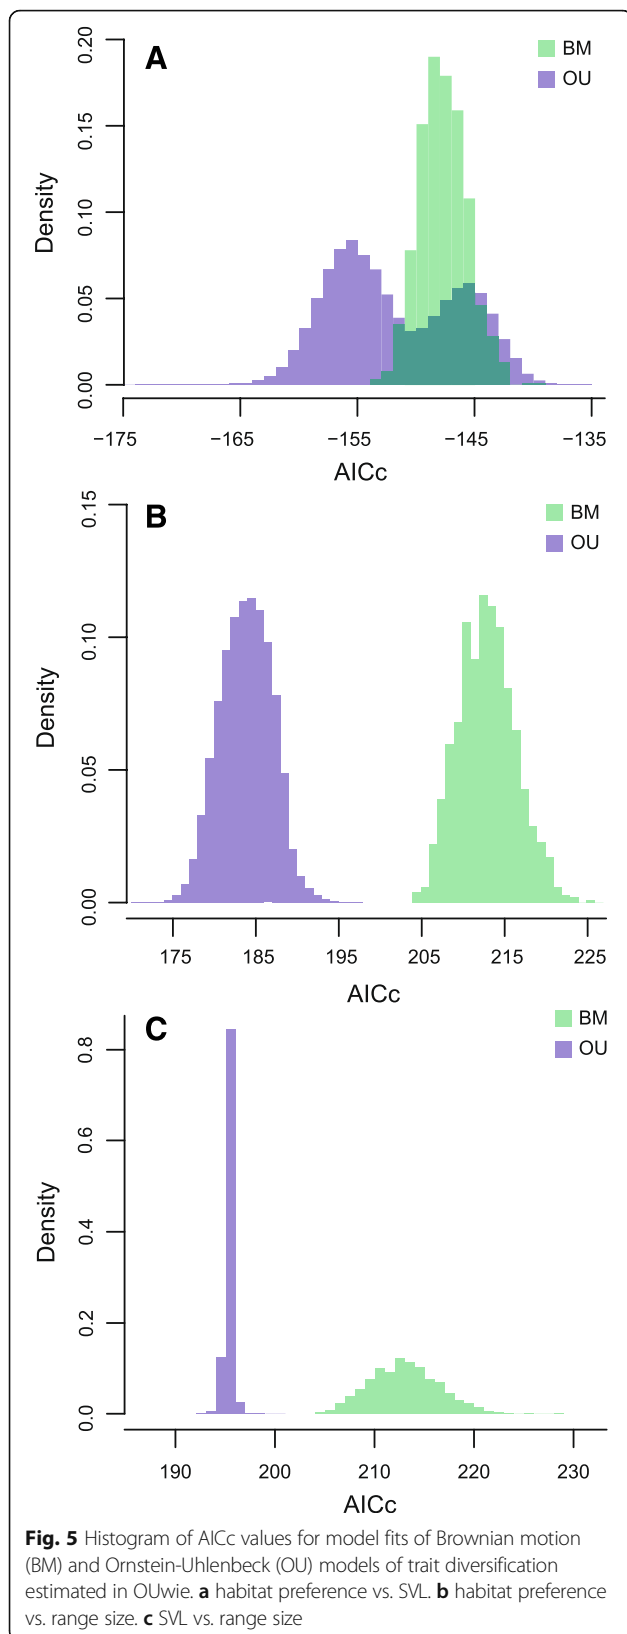 A
BM
OU
Density
0.20
0.15
0.10
0.05
0.00
−175 −165 −155 −145 −135
AICc
B
BM
OU
Density
0.15
0.10
0.05
0.00
175 185 195 205 215 225
AICc
C
BM
OU
Density
0.8
0.6
0.4
0.2
0.0
190 200 210 220 230
AICc
Fig. 5 Histogram of AICc values for model fits of Brownian motion
(BM) and Ornstein-Uhlenbeck (OU) models of trait diversification
estimated in OUwie. a habitat preference vs. SVL. b habitat preference
vs. range size. c SVL vs. range size